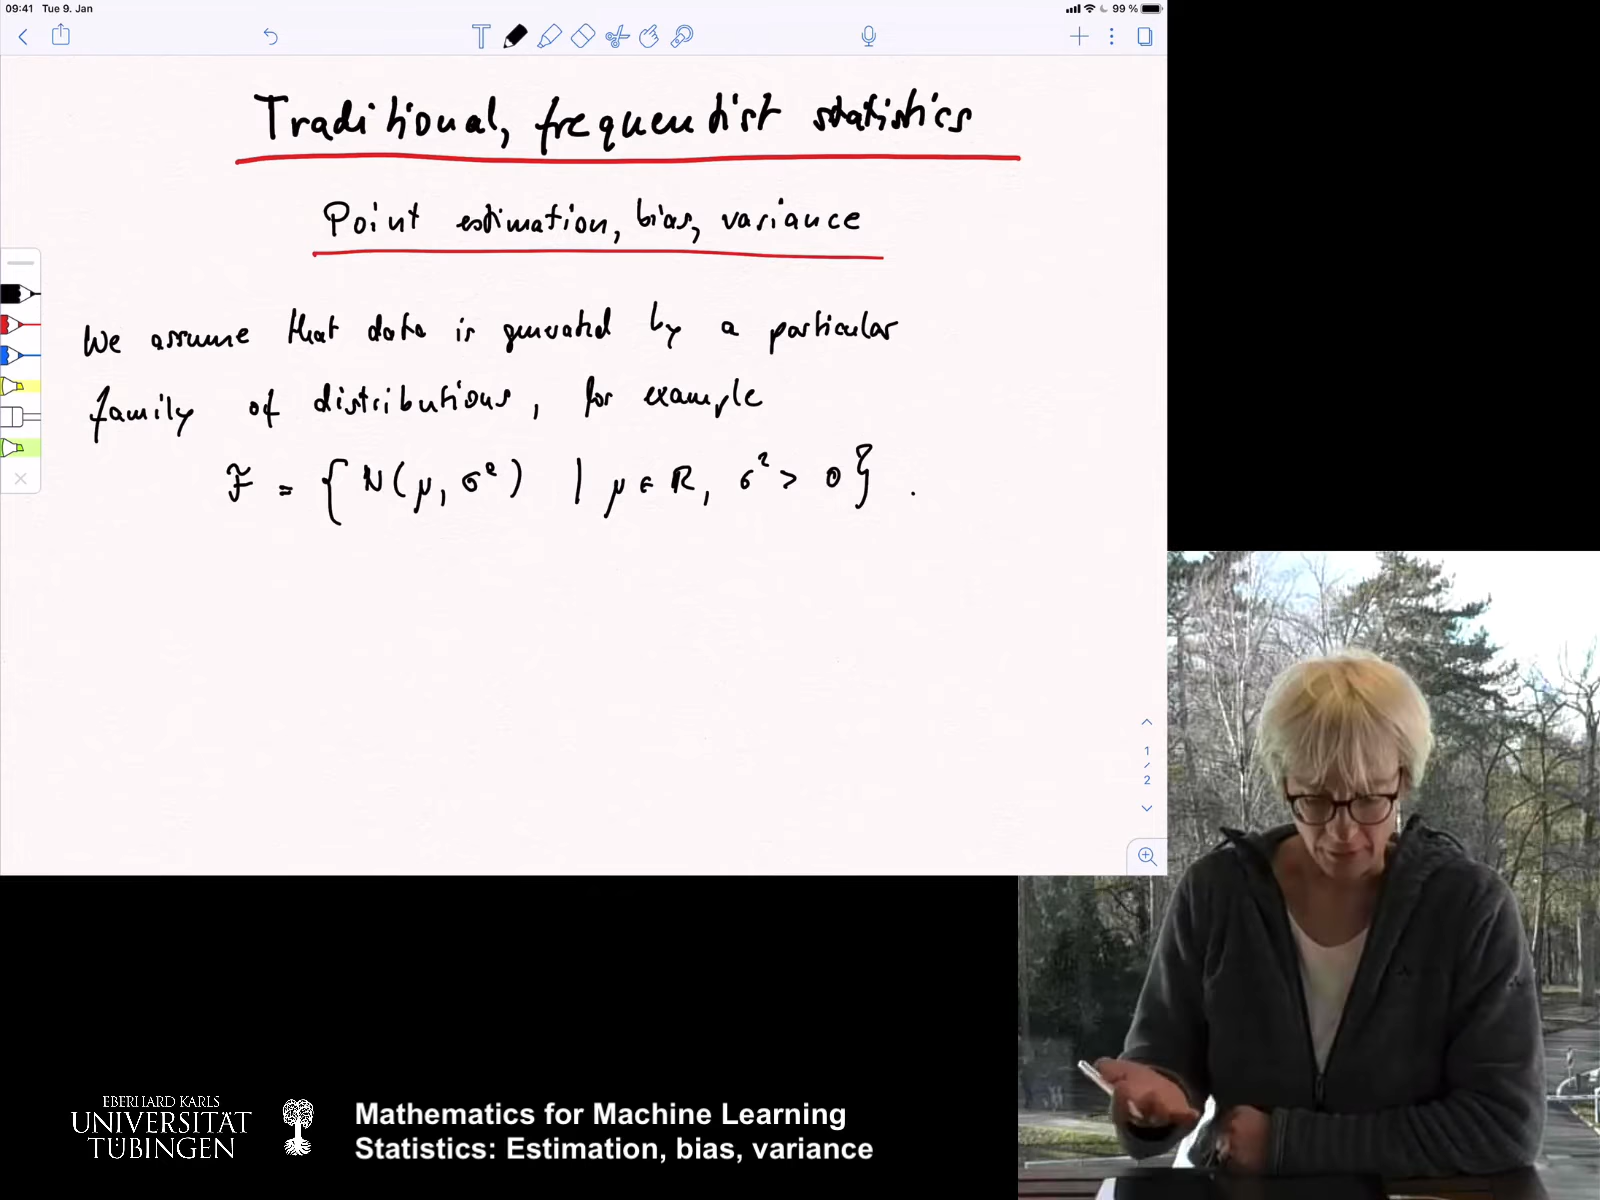 09:41 Tue 9. Jan
99 %
Traditional, frequentist statistics
Point estimation, bias, variance
We assume that data is generated by a particular
family of distributions, for example
ℱ = { N(μ, σ²) | μ ∈ ℝ, σ² > 0 } .
1
/
2
EBERHARD KARLS
UNIVERSITÄT
TÜBINGEN
Mathematics for Machine Learning
Statistics: Estimation, bias, variance